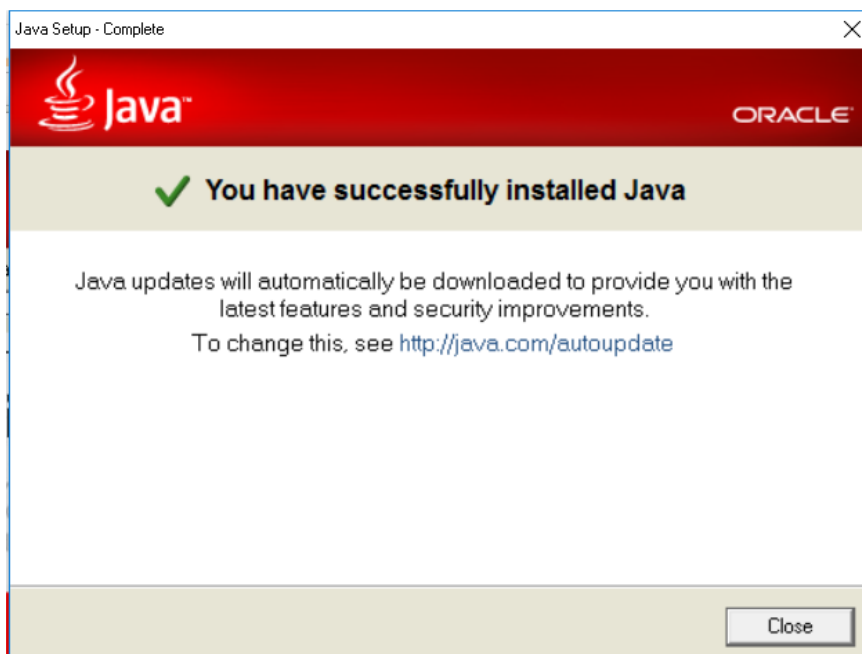 Java Setup - Complete
Java™
ORACLE
You have successfully installed Java
Java updates will automatically be downloaded to provide you with the
latest features and security improvements.
To change this, see http://java.com/autoupdate
Close